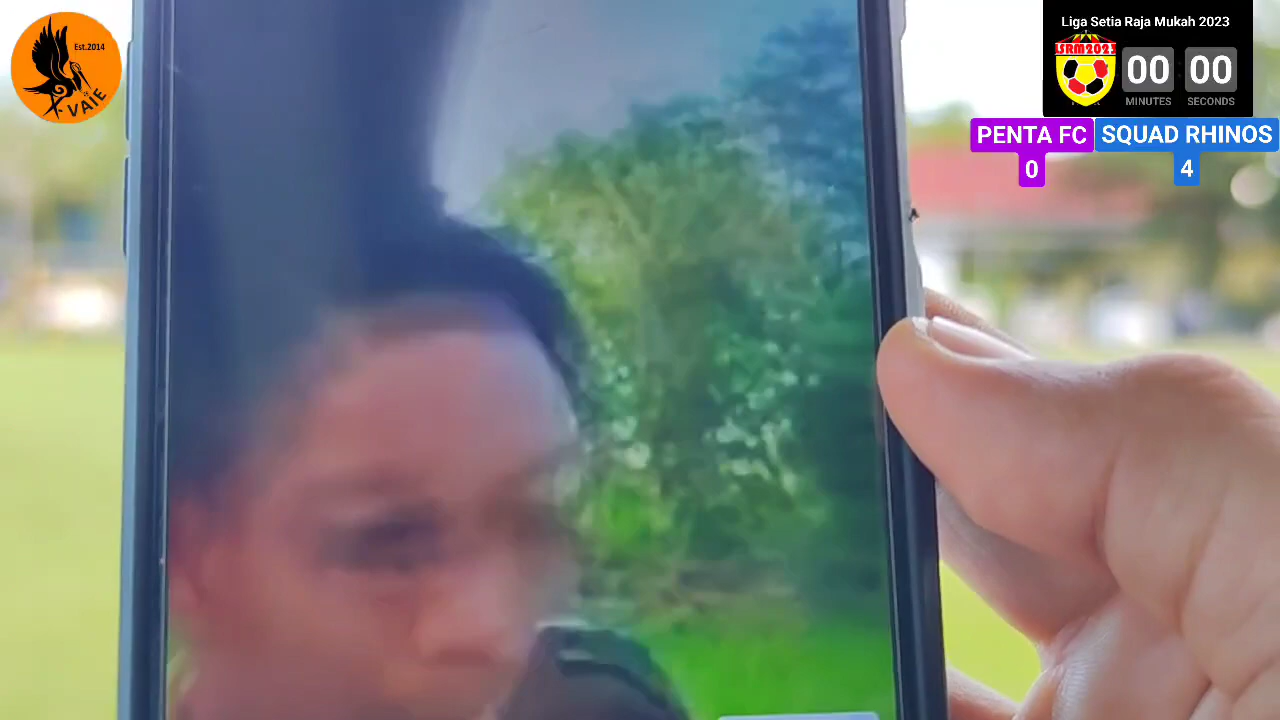 Est.2014
VAIE
Liga Setia Raja Mukah 2023
LSRM2023
00 00
MINUTES SECONDS
PENTA FC SQUAD RHINOS
0 4